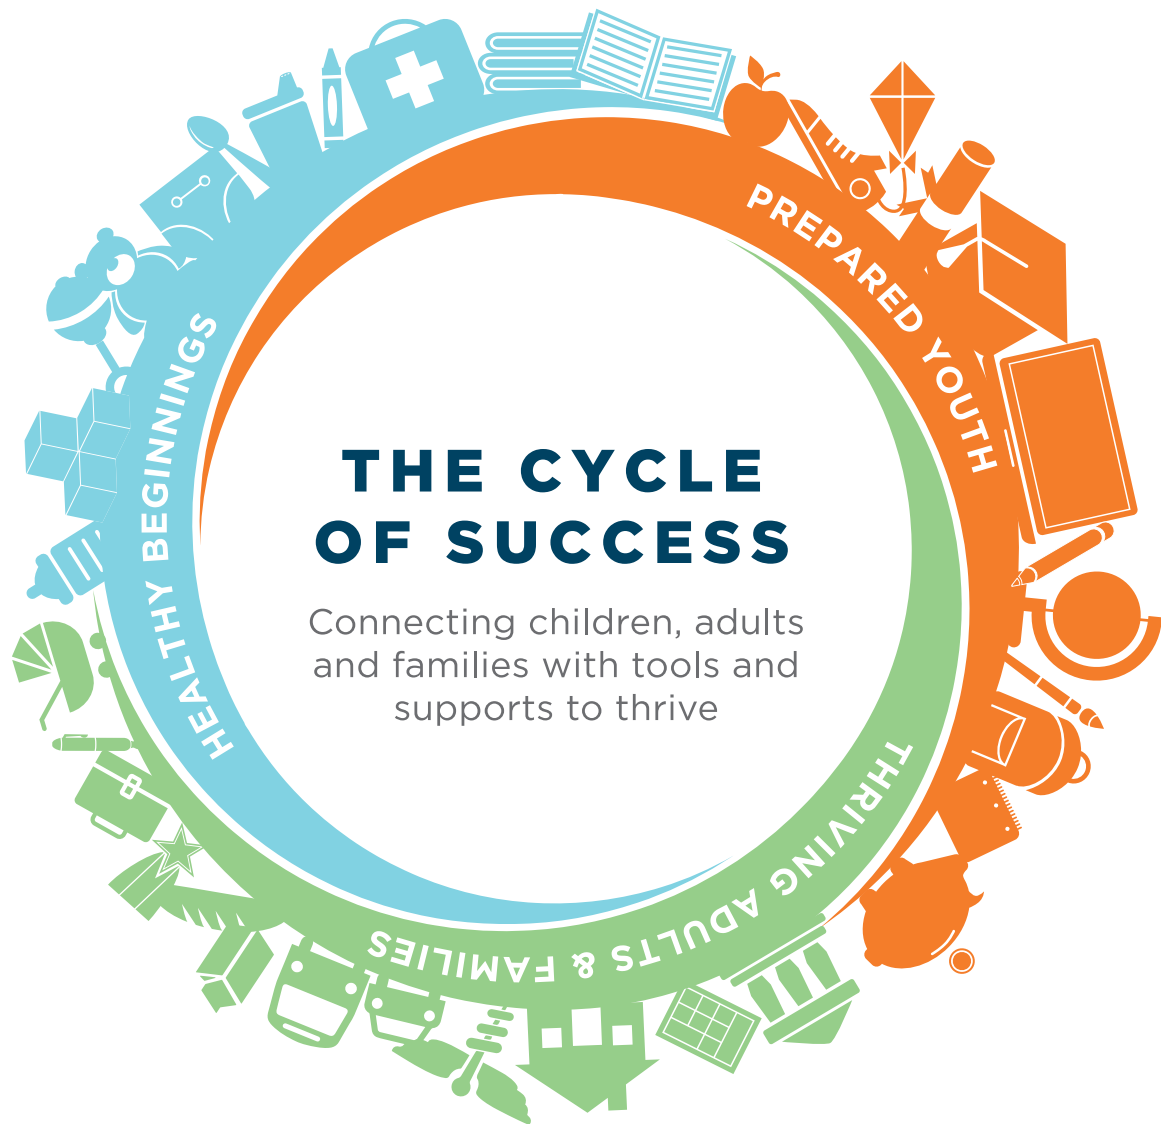 THE CYCLE
OF SUCCESS
Connecting children, adults
and families with tools and
supports to thrive
HEALTHY BEGINNINGS
PREPARED YOUTH
THRIVING ADULTS & FAMILIES